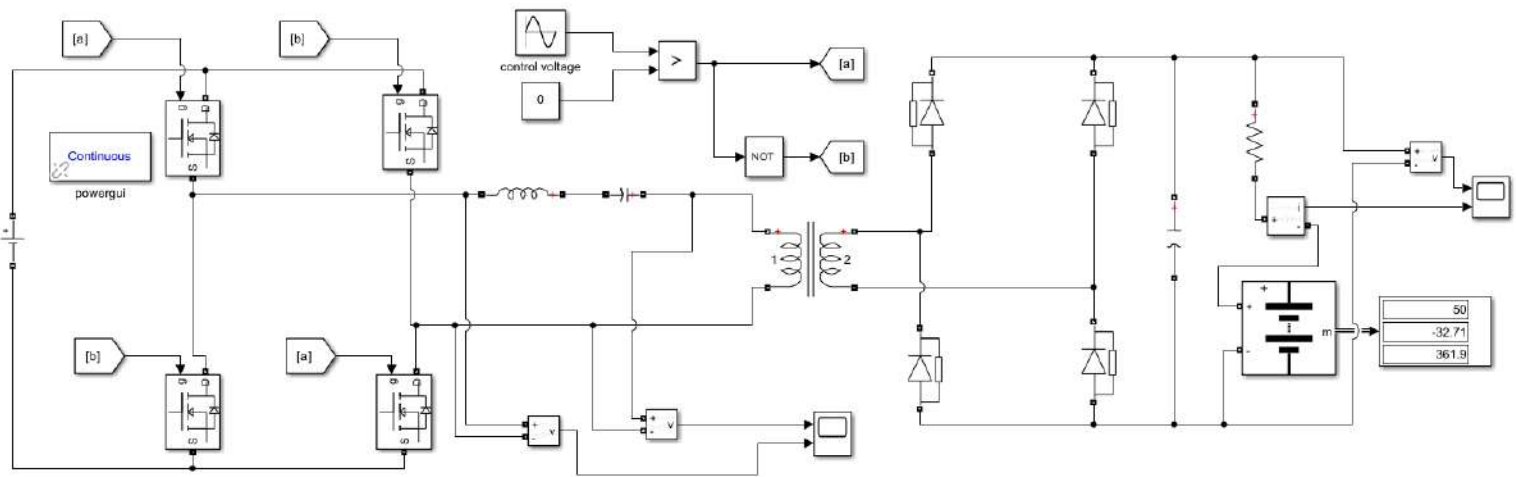 [a]
[b]
control voltage
>
[a]
0
Continuous
powergui
NOT
[b]
g
D
S
g
D
S
+
+
1
2
+
+
-
v
+
-
i
+
-
m
50
-32.71
361.9
[b]
[a]
g
D
S
g
D
S
+
-
v
+
-
v